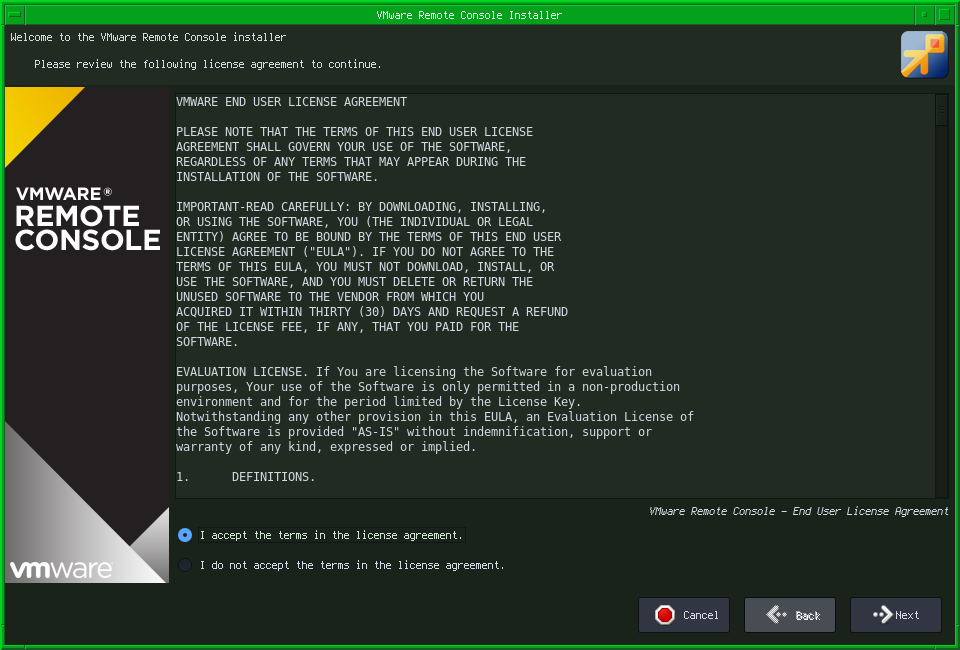 VMware Remote Console Installer
Welcome to the VMware Remote Console installer
Please review the following license agreement to continue.
VMWARE®
REMOTE
CONSOLE
vmware
VMWARE END USER LICENSE AGREEMENT
PLEASE NOTE THAT THE TERMS OF THIS END USER LICENSE
AGREEMENT SHALL GOVERN YOUR USE OF THE SOFTWARE,
REGARDLESS OF ANY TERMS THAT MAY APPEAR DURING THE
INSTALLATION OF THE SOFTWARE.
IMPORTANT-READ CAREFULLY: BY DOWNLOADING, INSTALLING,
OR USING THE SOFTWARE, YOU (THE INDIVIDUAL OR LEGAL
ENTITY) AGREE TO BE BOUND BY THE TERMS OF THIS END USER
LICENSE AGREEMENT ("EULA"). IF YOU DO NOT AGREE TO THE
TERMS OF THIS EULA, YOU MUST NOT DOWNLOAD, INSTALL, OR
USE THE SOFTWARE, AND YOU MUST DELETE OR RETURN THE
UNUSED SOFTWARE TO THE VENDOR FROM WHICH YOU
ACQUIRED IT WITHIN THIRTY (30) DAYS AND REQUEST A REFUND
OF THE LICENSE FEE, IF ANY, THAT YOU PAID FOR THE
SOFTWARE.
EVALUATION LICENSE. If You are licensing the Software for evaluation
purposes, Your use of the Software is only permitted in a non-production
environment and for the period limited by the License Key.
Notwithstanding any other provision in this EULA, an Evaluation License of
the Software is provided "AS-IS" without indemnification, support or
warranty of any kind, expressed or implied.
1. DEFINITIONS.
VMware Remote Console - End User License Agreement
I accept the terms in the license agreement.
I do not accept the terms in the license agreement.
Cancel Back Next